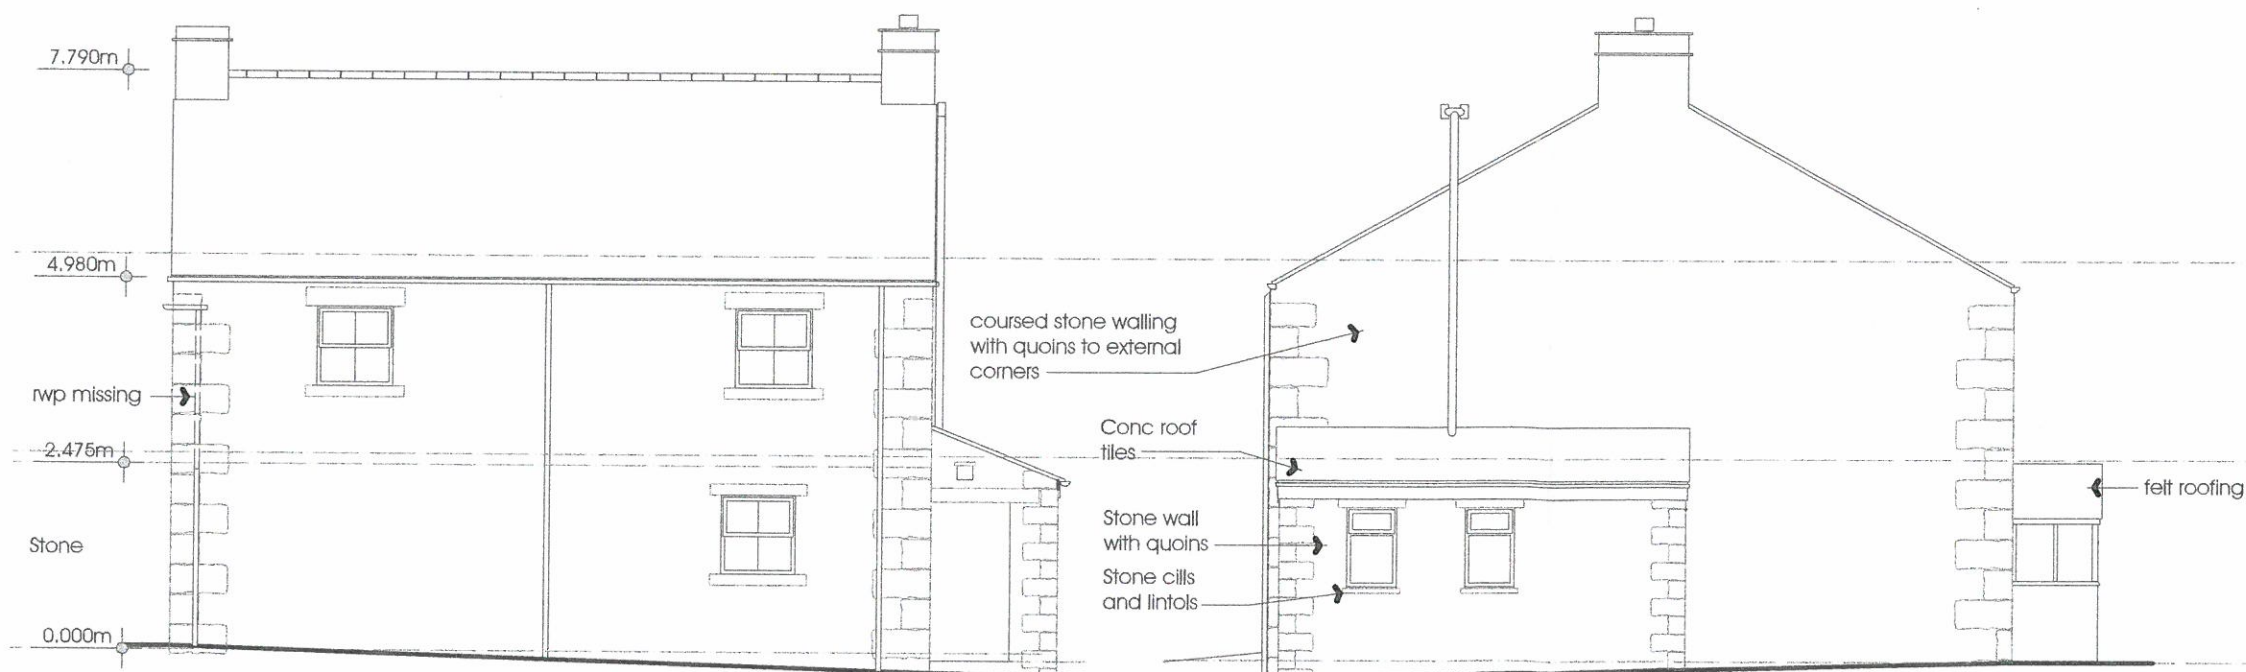 7.790m
4.980m
rwp missing
2.475m
Stone
0.000m
coursed stone walling
with quoins to external
corners
Conc roof
tiles
Stone wall
with quoins
Stone cills
and lintols
felt roofing